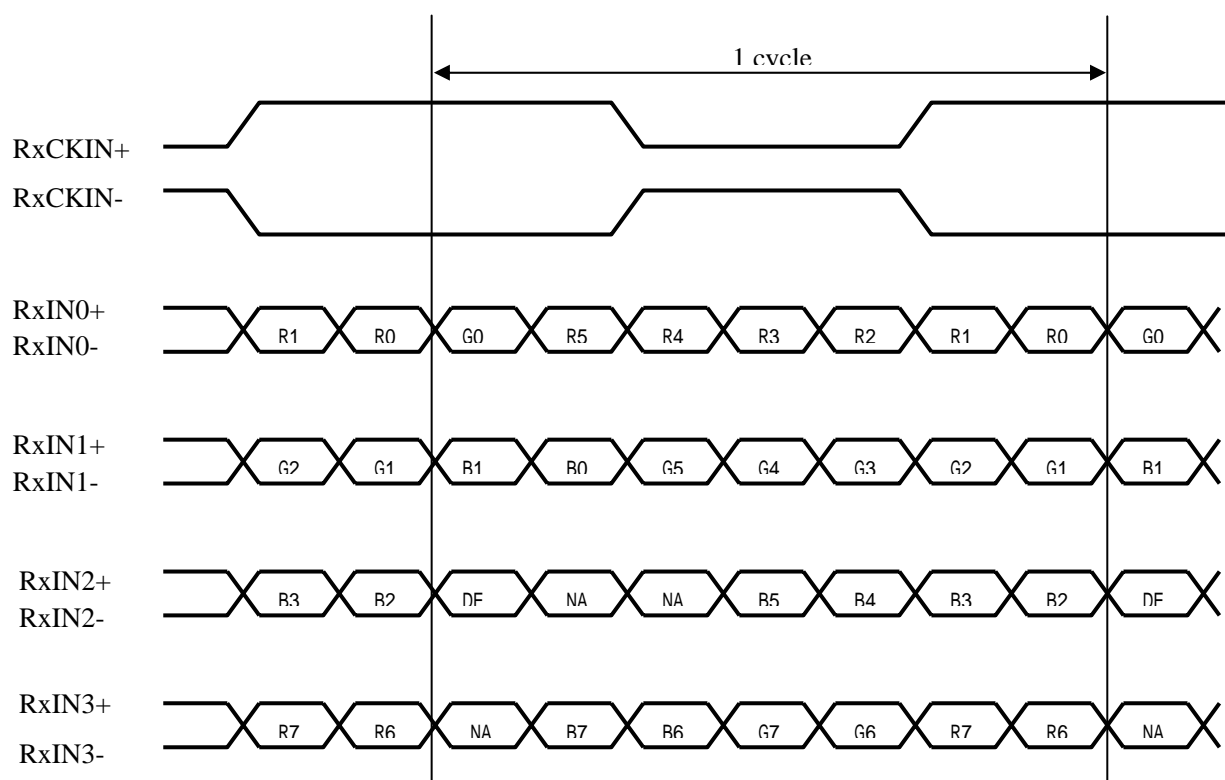 1 cycle
RxCKIN+
RxCKIN-
RxIN0+
RxIN0-
R1 R0 G0 R5 R4 R3 R2 R1 R0 G0
RxIN1+
RxIN1-
G2 G1 B1 B0 G5 G4 G3 G2 G1 B1
RxIN2+
RxIN2-
B3 B2 DE NA NA B5 B4 B3 B2 DE
RxIN3+
RxIN3-
R7 R6 NA B7 B6 G7 G6 R7 R6 NA